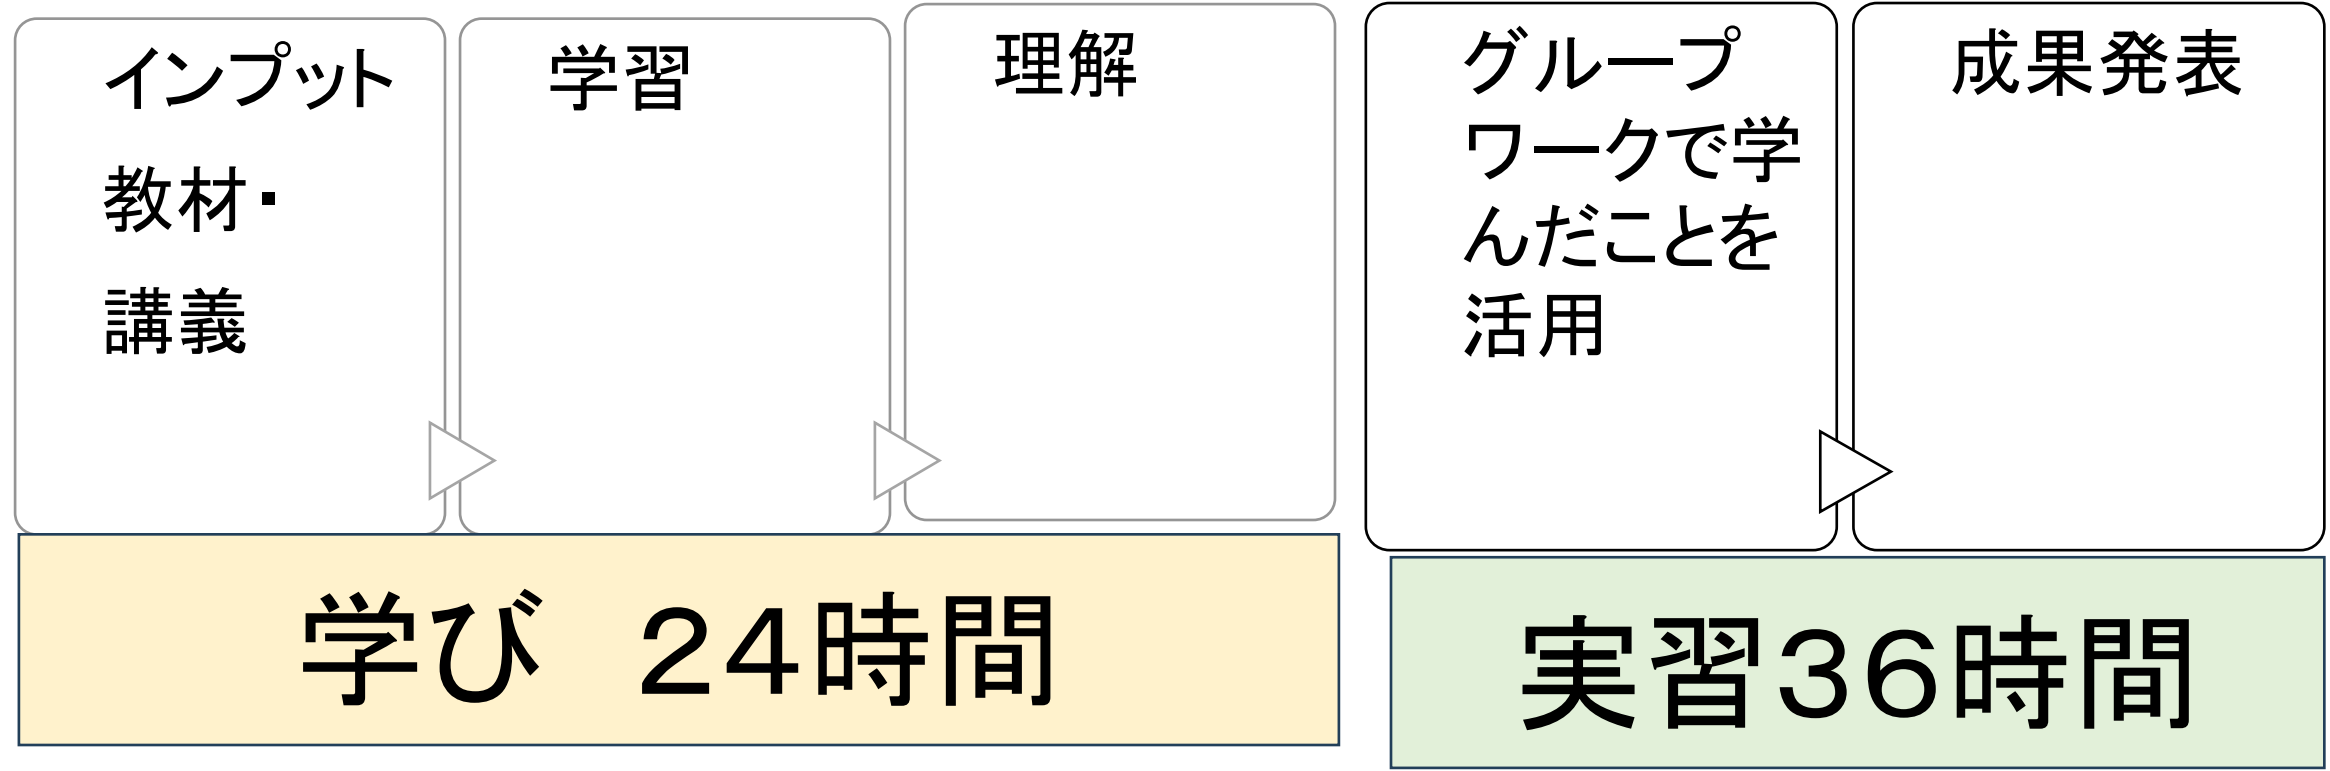 インプット
教材・
講義
学習
理解
グループ
ワークで学
んだことを
活用
成果発表
学び　２４時間
実習３６時間